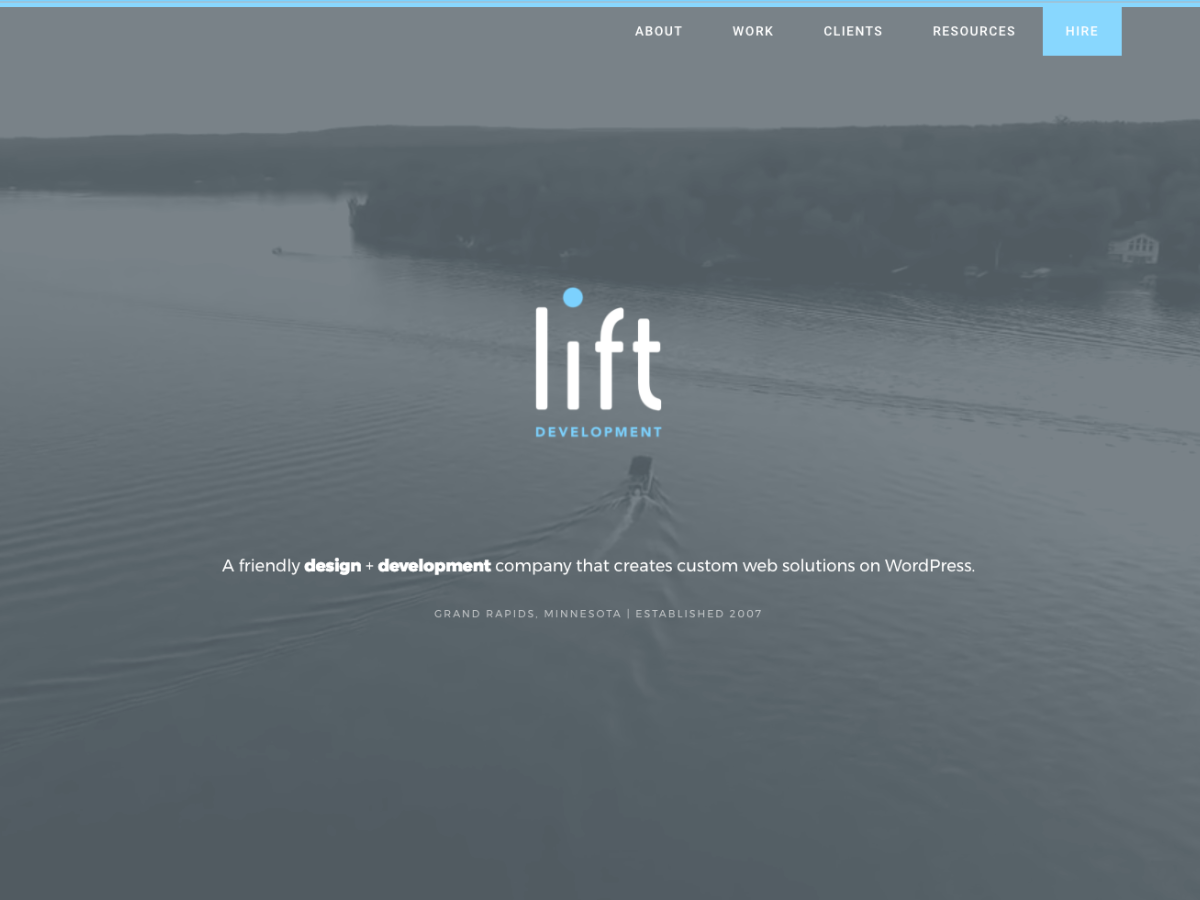 ABOUT WORK CLIENTS RESOURCES HIRE
lift
DEVELOPMENT
A friendly design + development company that creates custom web solutions on WordPress.
GRAND RAPIDS, MINNESOTA | ESTABLISHED 2007